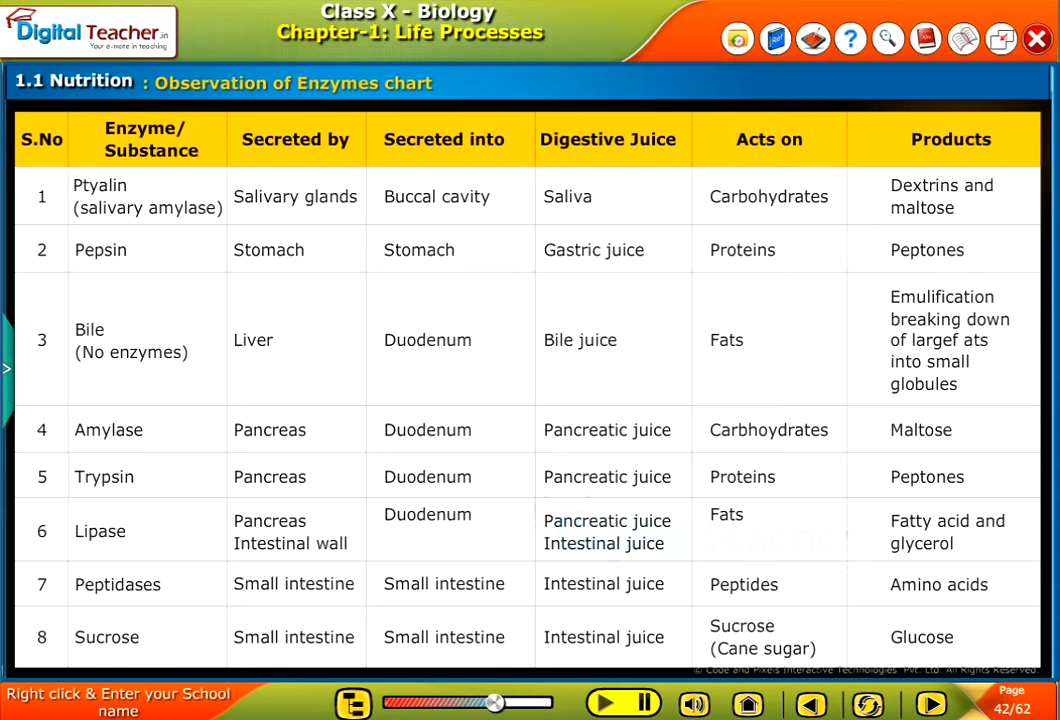 Digital Teacher.in
Your e-mate in teaching
Class X - Biology
Chapter-1: Life Processes
Ref
?
Abc
1.1 Nutrition : Observation of Enzymes chart
S.No
Enzyme/
Substance
Secreted by
Secreted into
Digestive Juice
Acts on
Products
1
Ptyalin
(salivary amylase)
Salivary glands
Buccal cavity
Saliva
Carbohydrates
Dextrins and
maltose
2
Pepsin
Stomach
Stomach
Gastric juice
Proteins
Peptones
3
Bile
(No enzymes)
Liver
Duodenum
Bile juice
Fats
Emulification
breaking down
of largef ats
into small
globules
4
Amylase
Pancreas
Duodenum
Pancreatic juice
Carbhoydrates
Maltose
5
Trypsin
Pancreas
Duodenum
Pancreatic juice
Proteins
Peptones
6
Lipase
Pancreas
Intestinal wall
Duodenum
Pancreatic juice
Intestinal juice
Fats
Fatty acid and
glycerol
7
Peptidases
Small intestine
Small intestine
Intestinal juice
Peptides
Amino acids
8
Sucrose
Small intestine
Small intestine
Intestinal juice
Sucrose
(Cane sugar)
Glucose
© Code and Pixels Interactive Technologies Pvt. Ltd. All Rights Reserved.
>
Right click & Enter your School
name
Page
42/62